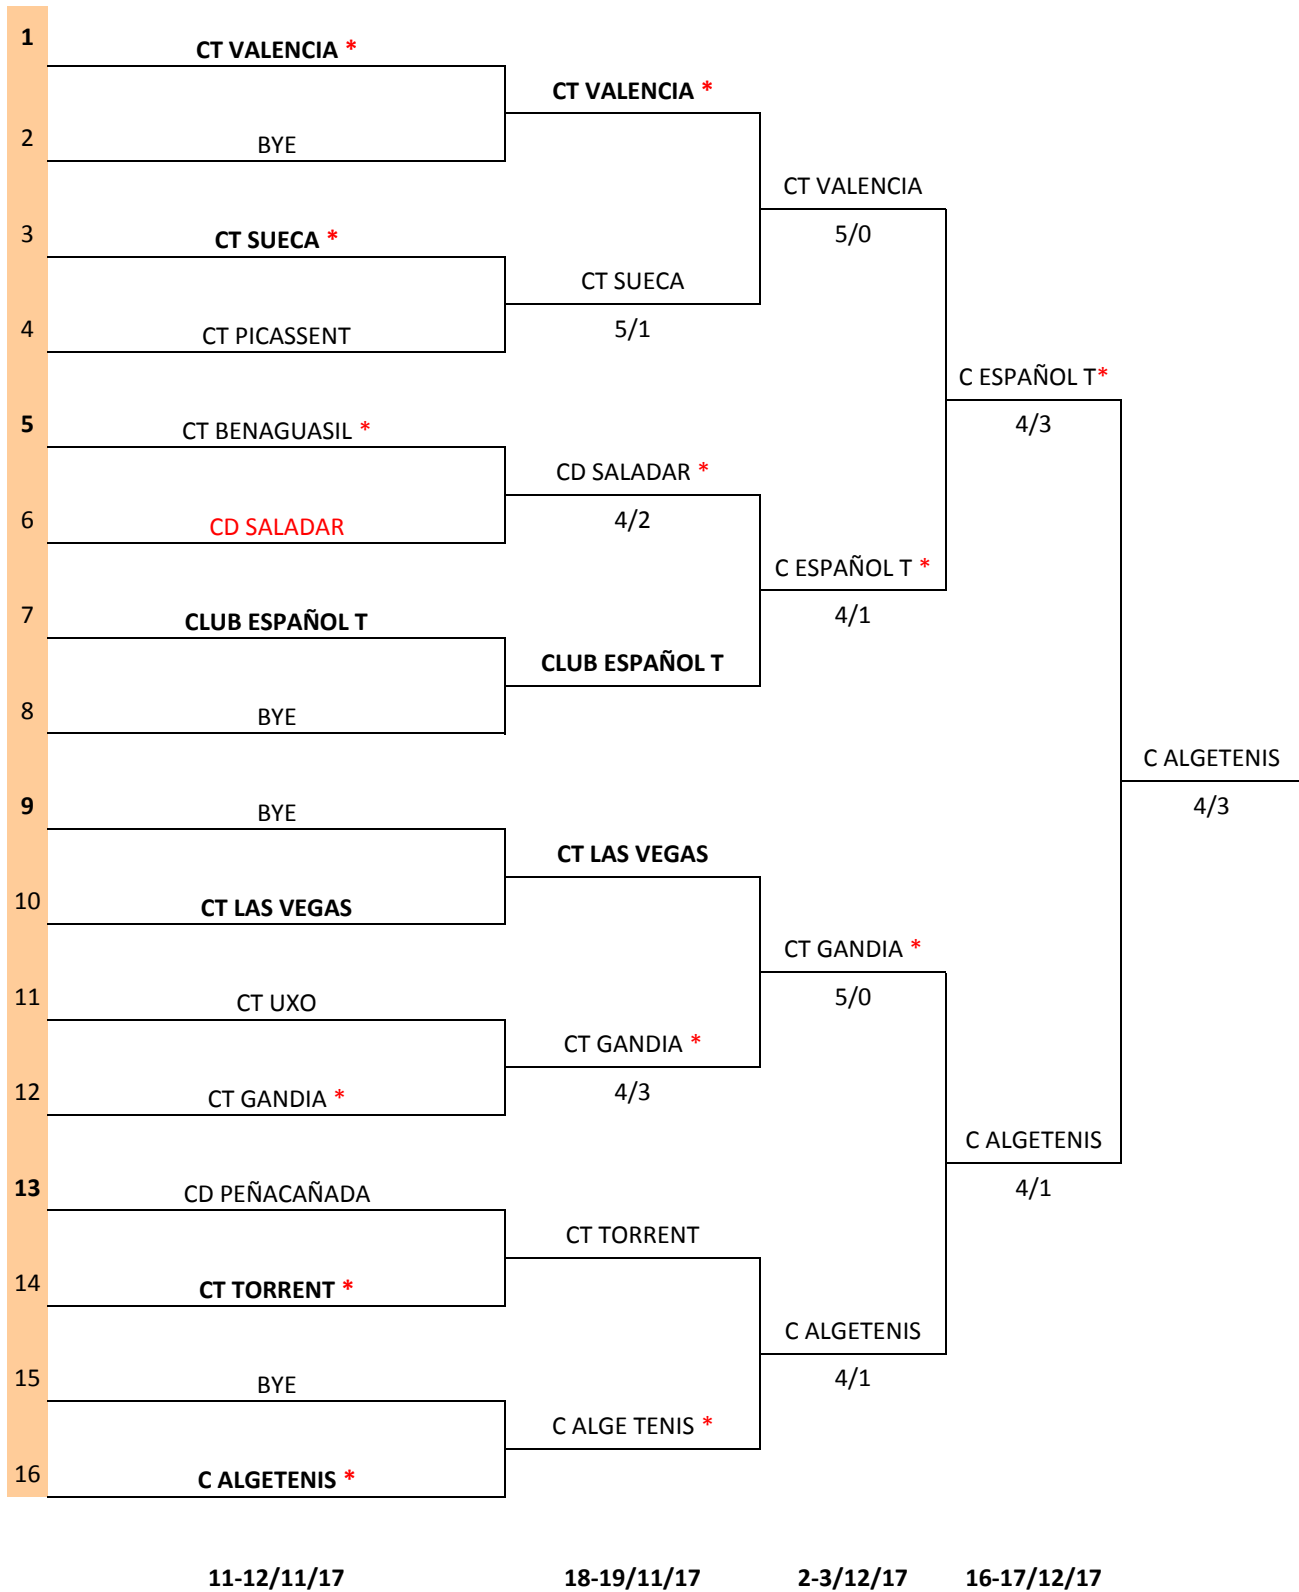 1
CT VALENCIA *
CT VALENCIA *
2
BYE
CT VALENCIA
3
CT SUECA *
5/0
CT SUECA
4
CT PICASSENT
5/1
C ESPAÑOL T*
5
CT BENAGUASIL *
4/3
CD SALADAR *
6
CD SALADAR
4/2
C ESPAÑOL T *
7
CLUB ESPAÑOL T
4/1
CLUB ESPAÑOL T
8
BYE
C ALGETENIS
9
BYE
4/3
CT LAS VEGAS
10
CT LAS VEGAS
CT GANDIA *
11
CT UXO
5/0
CT GANDIA *
12
CT GANDIA *
4/3
C ALGETENIS
13
CD PEÑACAÑADA
4/1
CT TORRENT
14
CT TORRENT *
C ALGETENIS
15
BYE
4/1
C ALGE TENIS *
16
C ALGETENIS *
11-12/11/17 18-19/11/17 2-3/12/17 16-17/12/17